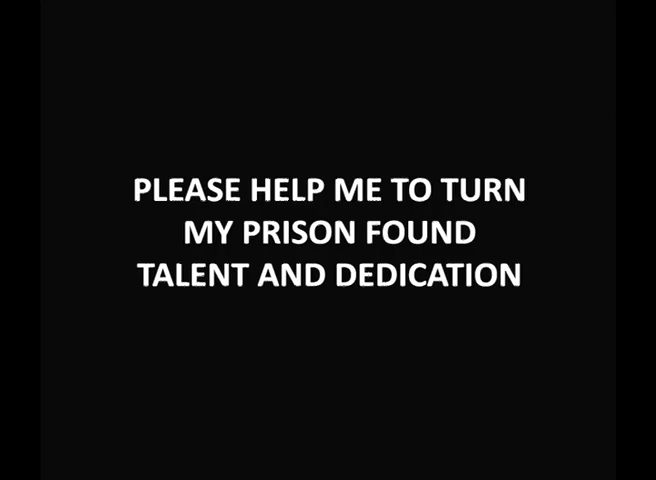 PLEASE HELP ME TO TURN
MY PRISON FOUND
TALENT AND DEDICATION